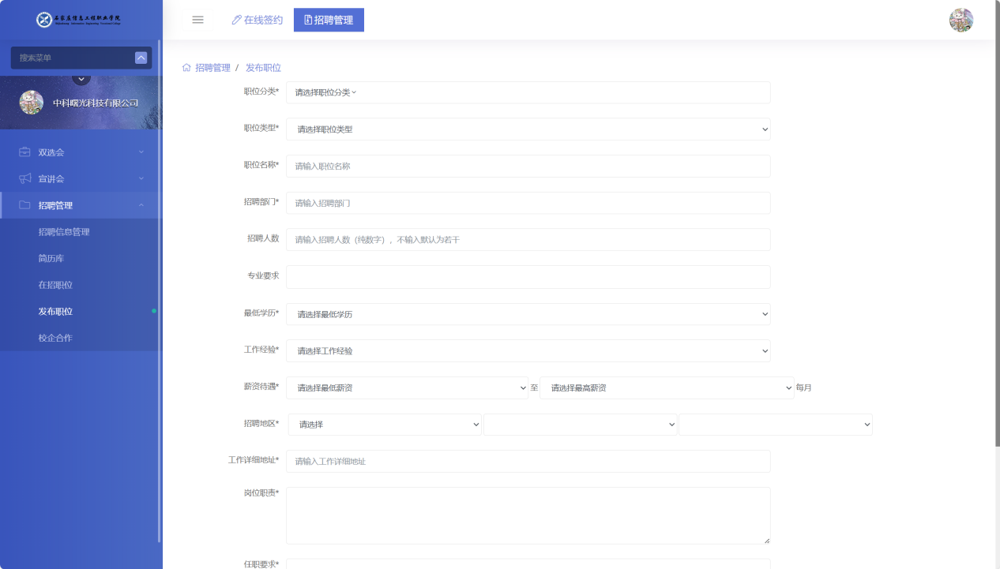 石家庄信息工程职业学院
在线签约
招聘管理
搜索菜单
中科曙光科技有限公司
双选会
宣讲会
招聘管理
招聘信息管理
简历库
在招职位
发布职位
校企合作
招聘管理 / 发布职位
职位分类* 请选择职位分类
职位类型* 请选择职位类型
职位名称* 请输入职位名称
招聘部门* 请输入招聘部门
招聘人数 请输入招聘人数（纯数字），不输入默认为若干
专业要求
最低学历* 请选择最低学历
工作经验* 请选择工作经验
薪资待遇* 请选择最低薪资 至 请选择最高薪资 每月
招聘地区* 请选择
工作详细地址* 请输入工作详细地址
岗位职责*
任职要求*